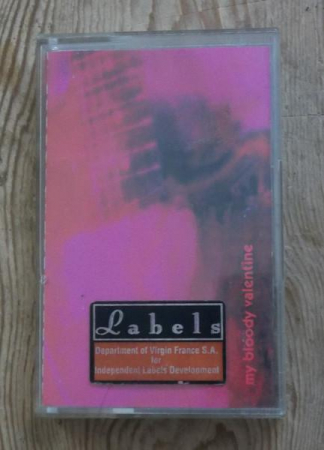 Labels
Department of Virgin France S.A.
for
Independent Labels Development
my bloody valentine